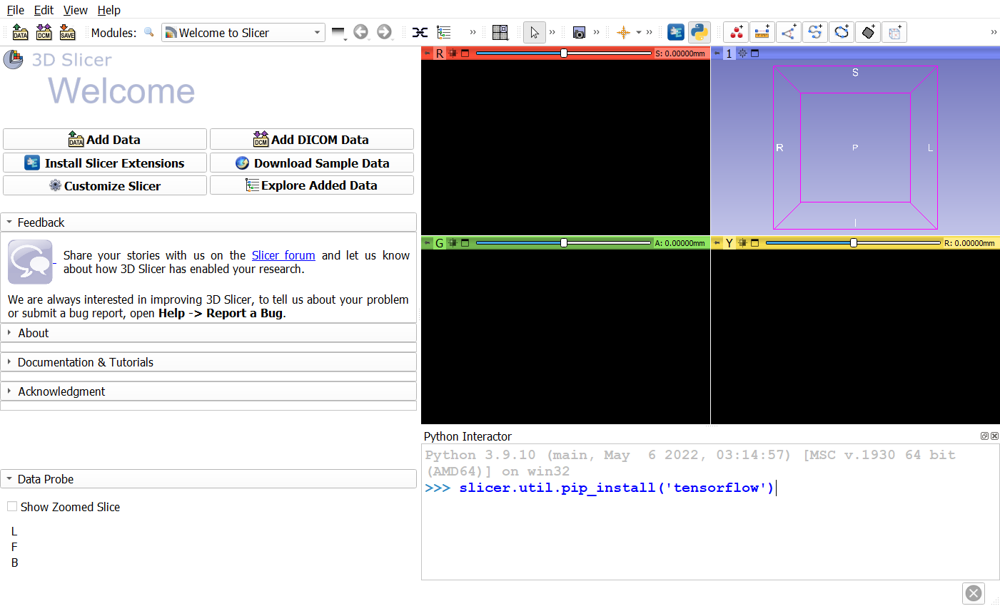 File Edit View Help
DATA DCM SAVE Modules: Welcome to Slicer
3D Slicer
Welcome
DATA Add Data
DCM Add DICOM Data
Install Slicer Extensions
Download Sample Data
Customize Slicer
Explore Added Data
Feedback
Share your stories with us on the Slicer forum and let us know
about how 3D Slicer has enabled your research.
We are always interested in improving 3D Slicer, to tell us about your problem
or submit a bug report, open Help -> Report a Bug.
About
Documentation & Tutorials
Acknowledgment
Data Probe
Show Zoomed Slice
L
F
B
R S: 0.00000mm
1
S
R P L
I
G A: 0.00000mm
Y R: 0.00000mm
Python Interactor
Python 3.9.10 (main, May  6 2022, 03:14:57) [MSC v.1930 64 bit
(AMD64)] on win32
>>> slicer.util.pip_install('tensorflow')